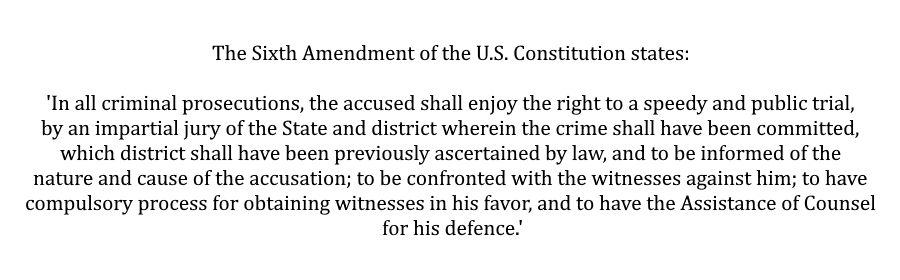 The Sixth Amendment of the U.S. Constitution states:
'In all criminal prosecutions, the accused shall enjoy the right to a speedy and public trial,
by an impartial jury of the State and district wherein the crime shall have been committed,
which district shall have been previously ascertained by law, and to be informed of the
nature and cause of the accusation; to be confronted with the witnesses against him; to have
compulsory process for obtaining witnesses in his favor, and to have the Assistance of Counsel
for his defence.'